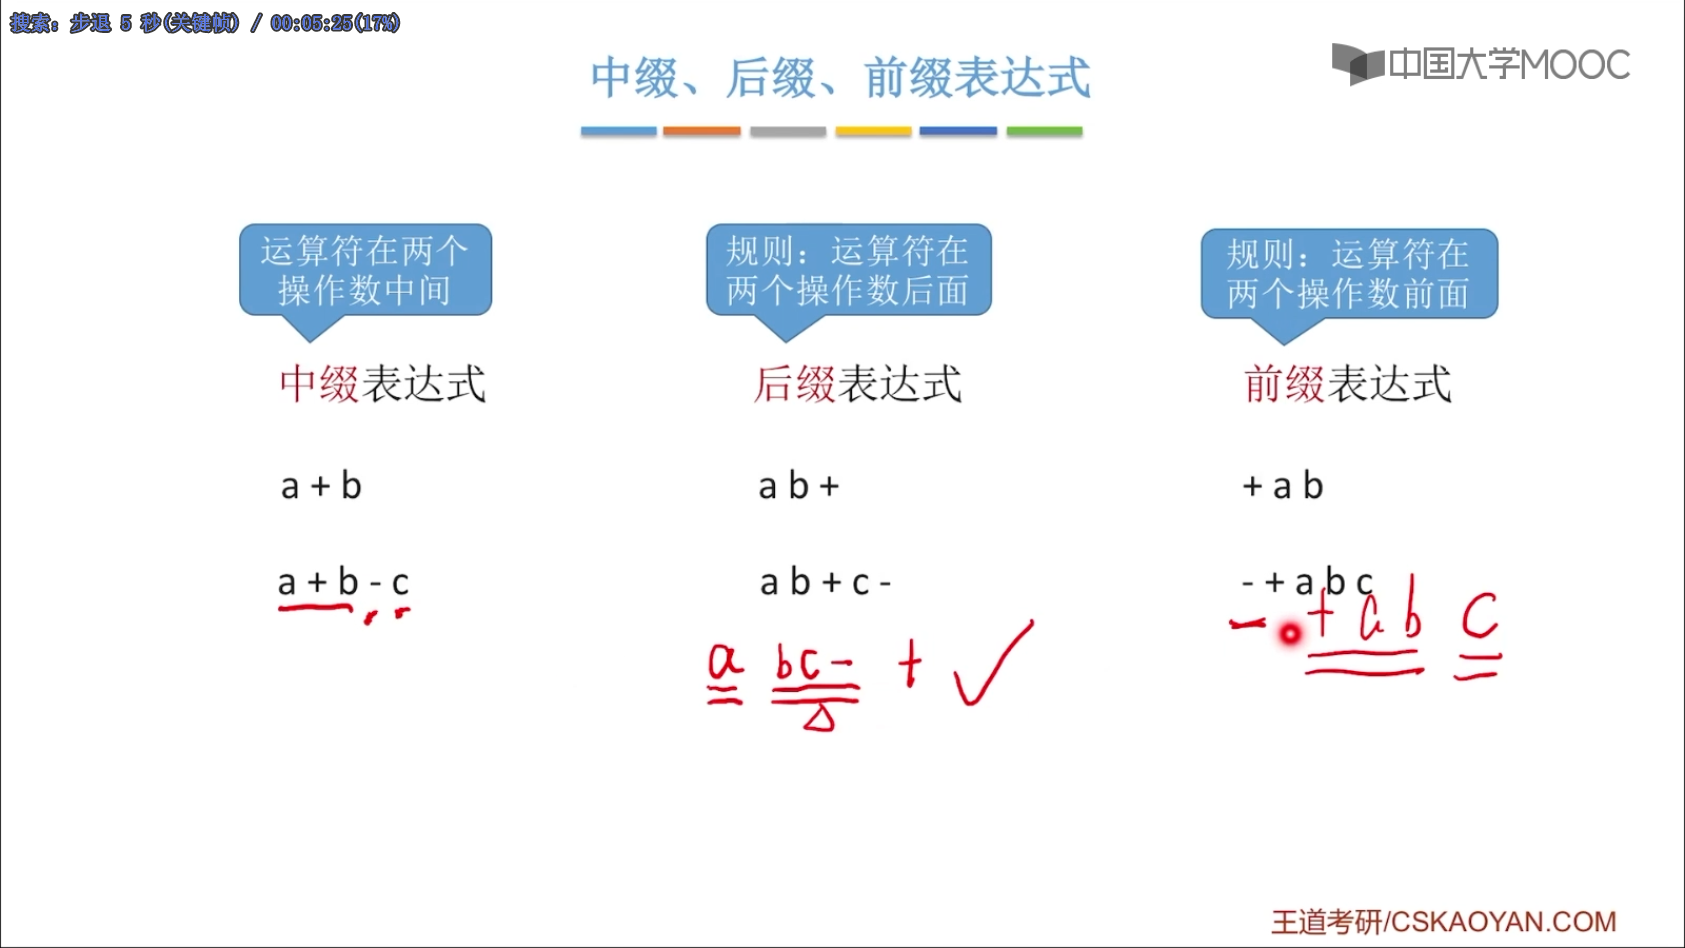 搜索: 步退 5 秒(关键帧) / 00:05:25(17%)
中缀、后缀、前缀表达式
中国大学MOOC
运算符在两个
操作数中间
规则：运算符在
两个操作数后面
规则：运算符在
两个操作数前面
中缀表达式
后缀表达式
前缀表达式
a + b
a b +
+ a b
a + b - c
a b + c -
- + a b c
a bc- +
- +ab c
王道考研/CSKAOYAN.COM